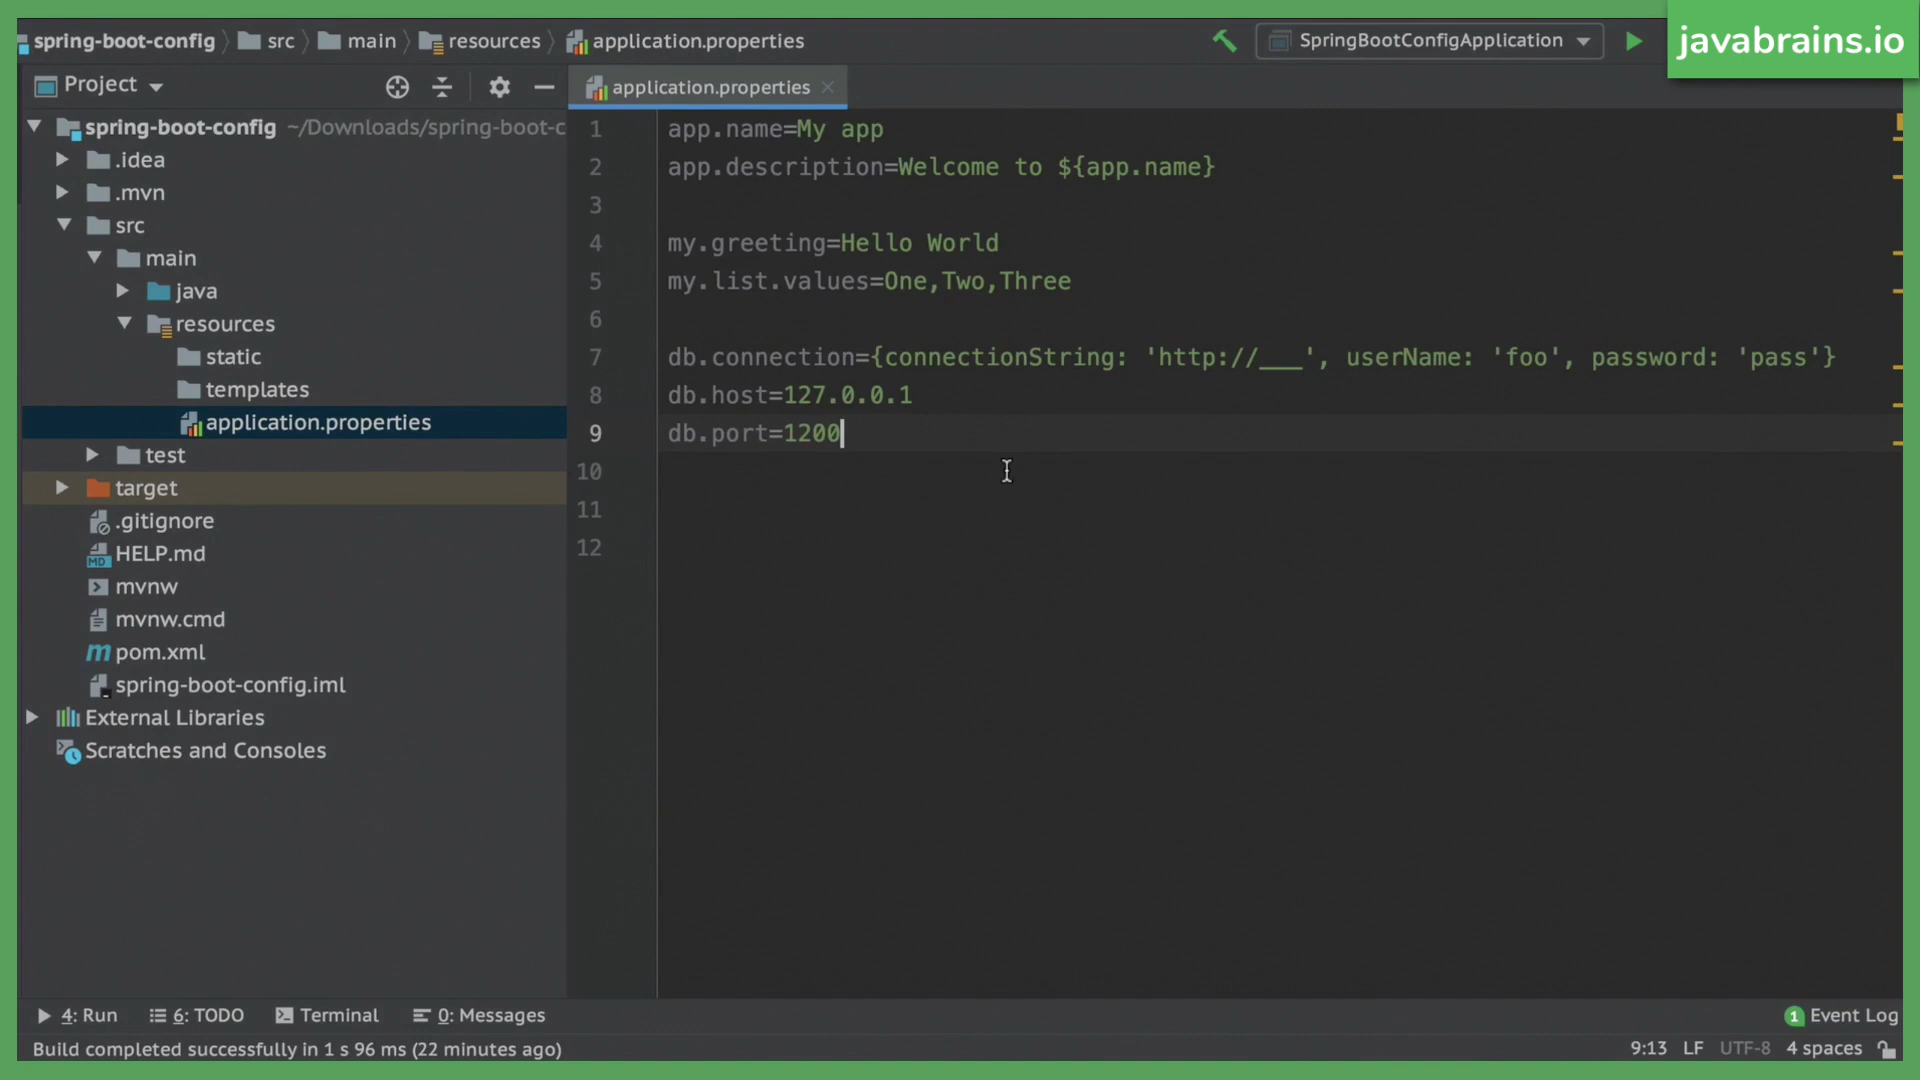 spring-boot-config src main resources application.properties
SpringBootConfigApplication
javabrains.io
Project
application.properties
spring-boot-config ~/Downloads/spring-boot-c
.idea
.mvn
src
main
java
resources
static
templates
application.properties
test
target
.gitignore
MD HELP.md
mvnw
mvnw.cmd
m pom.xml
spring-boot-config.iml
External Libraries
Scratches and Consoles
1 app.name=My app
2 app.description=Welcome to ${app.name}
3
4 my.greeting=Hello World
5 my.list.values=One,Two,Three
6
7 db.connection={connectionString: 'http://___', userName: 'foo', password: 'pass'}
8 db.host=127.0.0.1
9 db.port=1200
10
11
12
4: Run 6: TODO Terminal 0: Messages
1 Event Log
Build completed successfully in 1 s 96 ms (22 minutes ago)
9:13 LF UTF-8 4 spaces